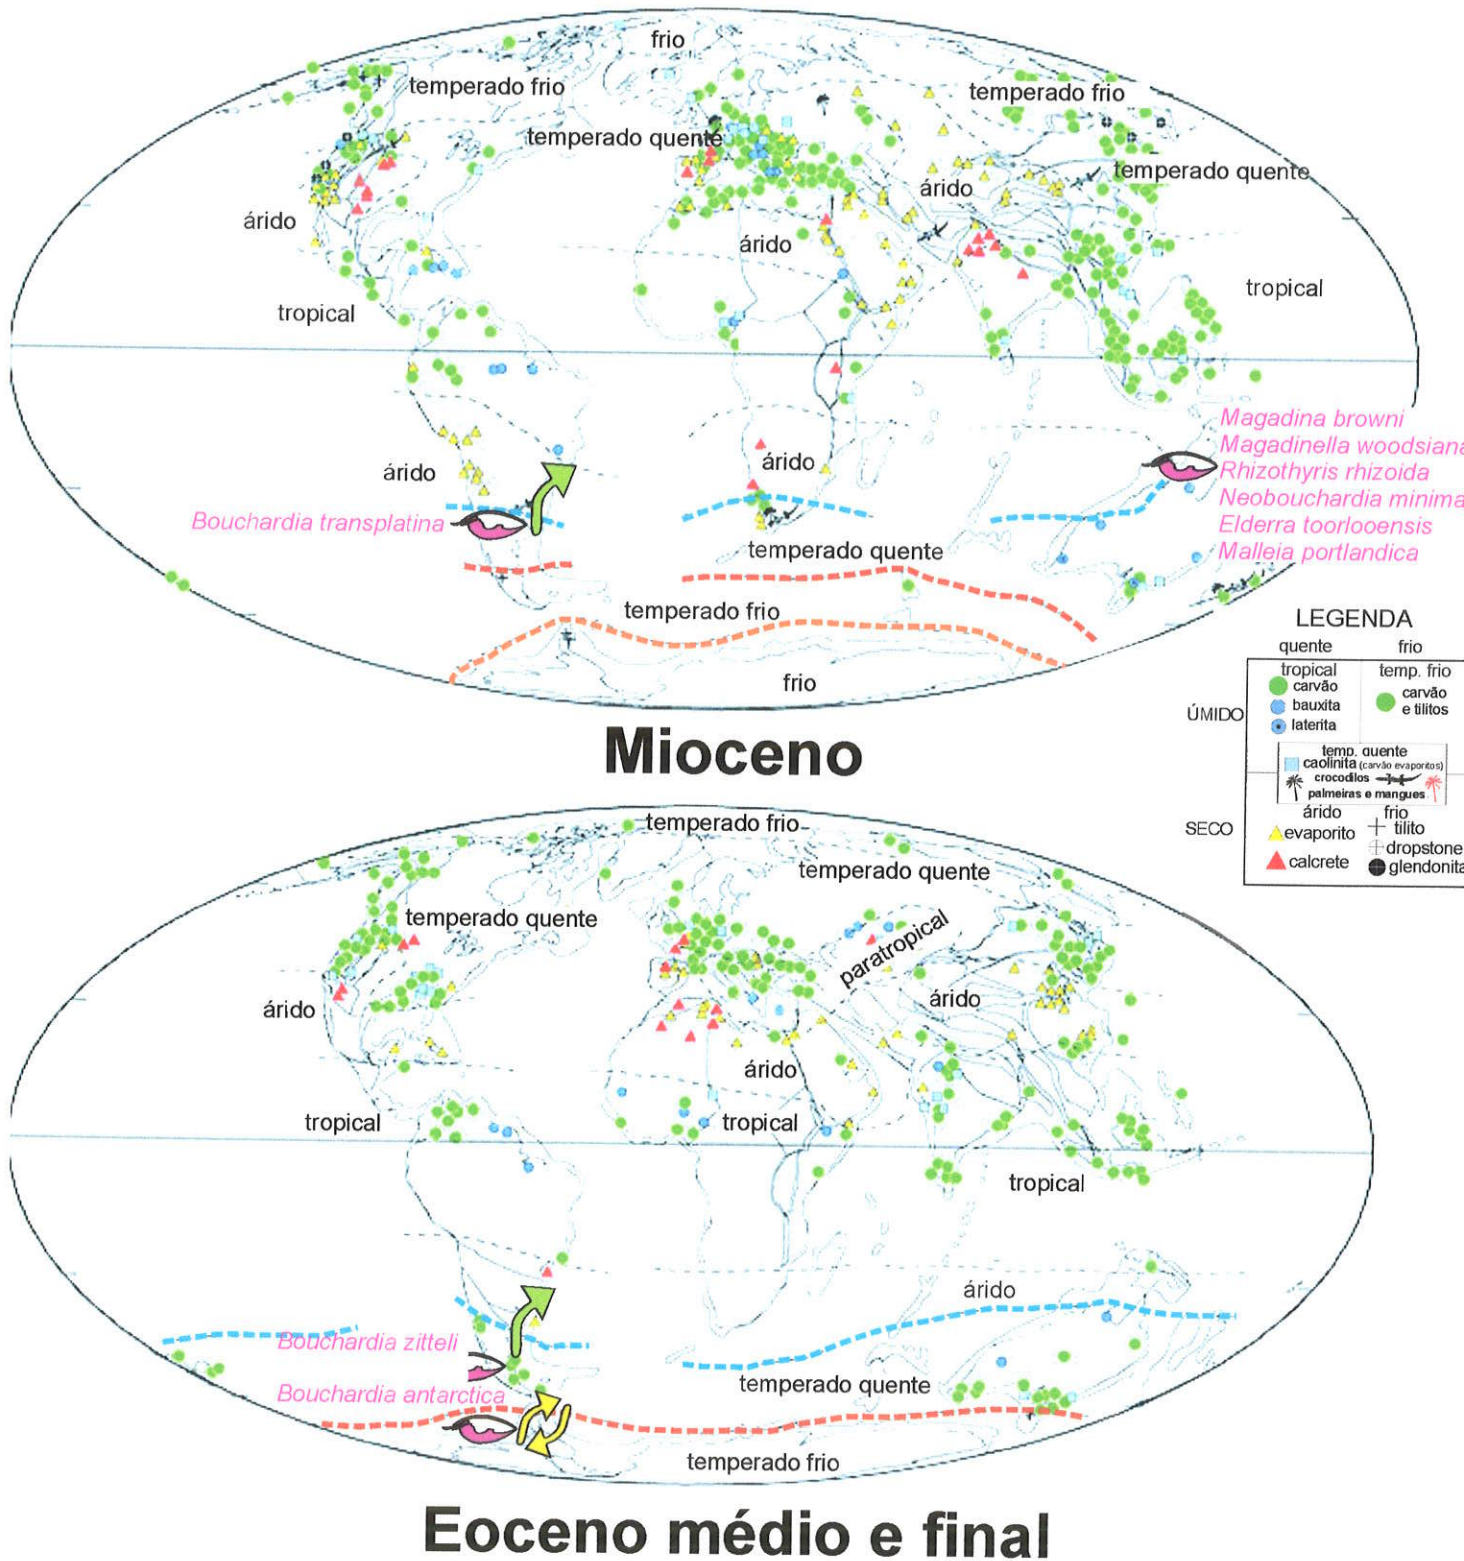 frio
temperado frio
temperado frio
temperado quente
temperado quente
árido
árido
árido
tropical
tropical
Magadina browni
Magadinella woodsiana
árido
árido
Rhizothyris rhizoida
Neobouchardia minima
Bouchardia transplatina
Elderra toorlooensis
temperado quente
Malleia portlandica
temperado frio
frio
LEGENDA
quente frio
tropical temp. frio
carvão
carvão e tilitos
bauxita
ÚMIDO
laterita
Mioceno
temp. quente
caolinita (carvão evaporitos)
crocodilos
palmeiras e mangues
árido frio
SECO
evaporito
tilito
dropstone
calcrete
glendonita
temperado frio
temperado quente
temperado quente
paratropical
árido
árido
árido
tropical
tropical
tropical
árido
Bouchardia zitteli
temperado quente
Bouchardia antarctica
temperado frio
Eoceno médio e final